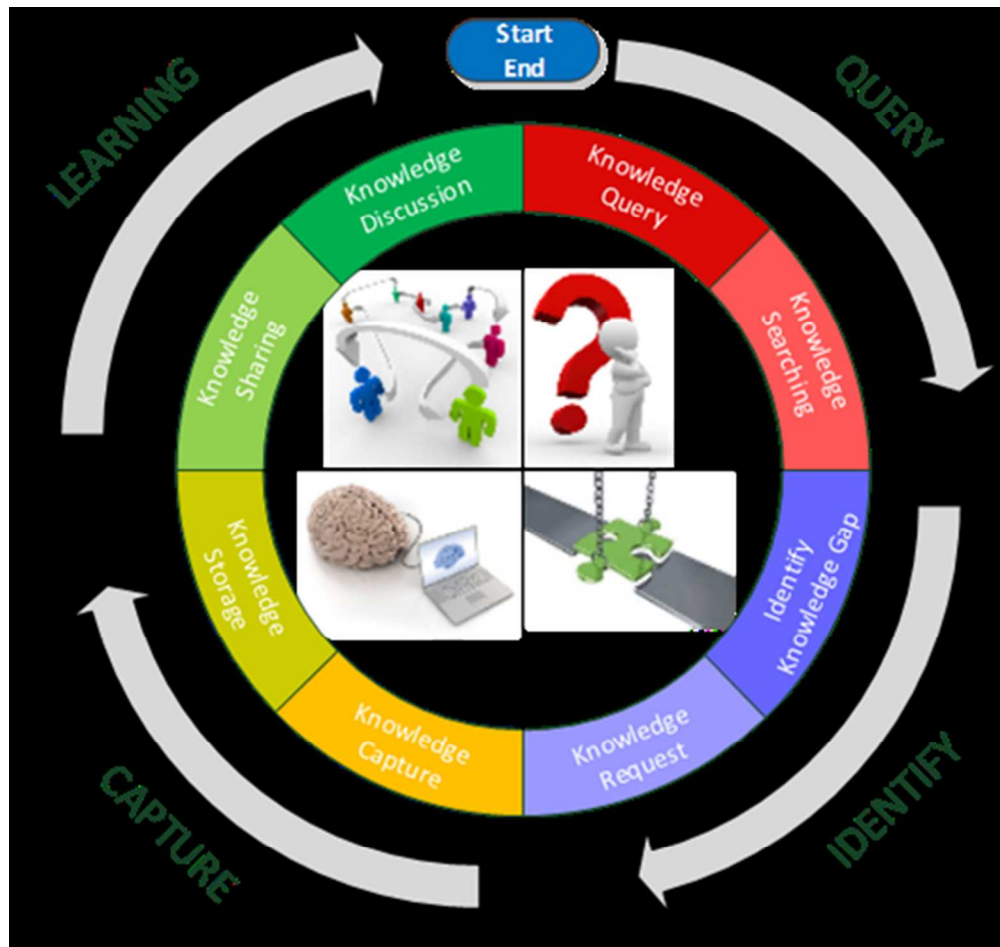 Start
End
QUERY
Knowledge
Query
Knowledge
Searching
Identify
Knowledge Gap
IDENTIFY
Knowledge
Request
Knowledge
Capture
CAPTURE
Knowledge
Storage
Knowledge
Sharing
LEARNING
Knowledge
Discussion